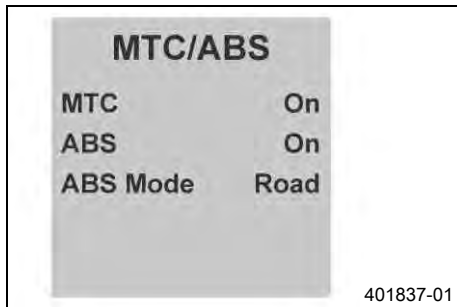 MTC/ABS
MTC On
ABS On
ABS Mode Road
401837-01